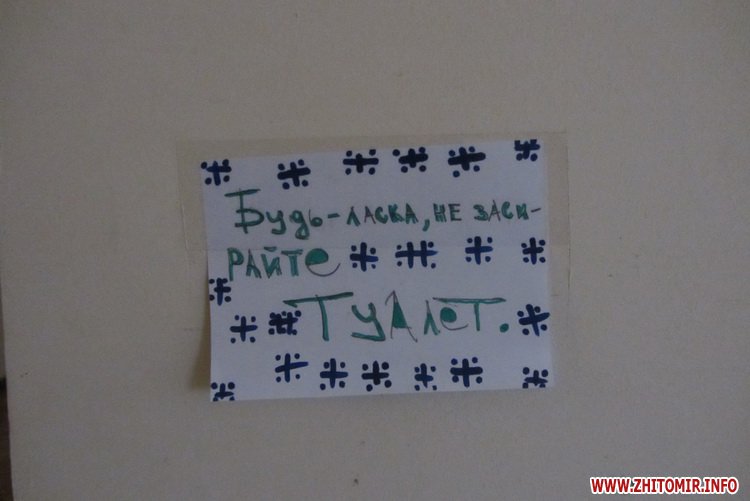 Будь-ласка, не заси-
райте
Туалет.
WWW.ZHITOMIR.INFO